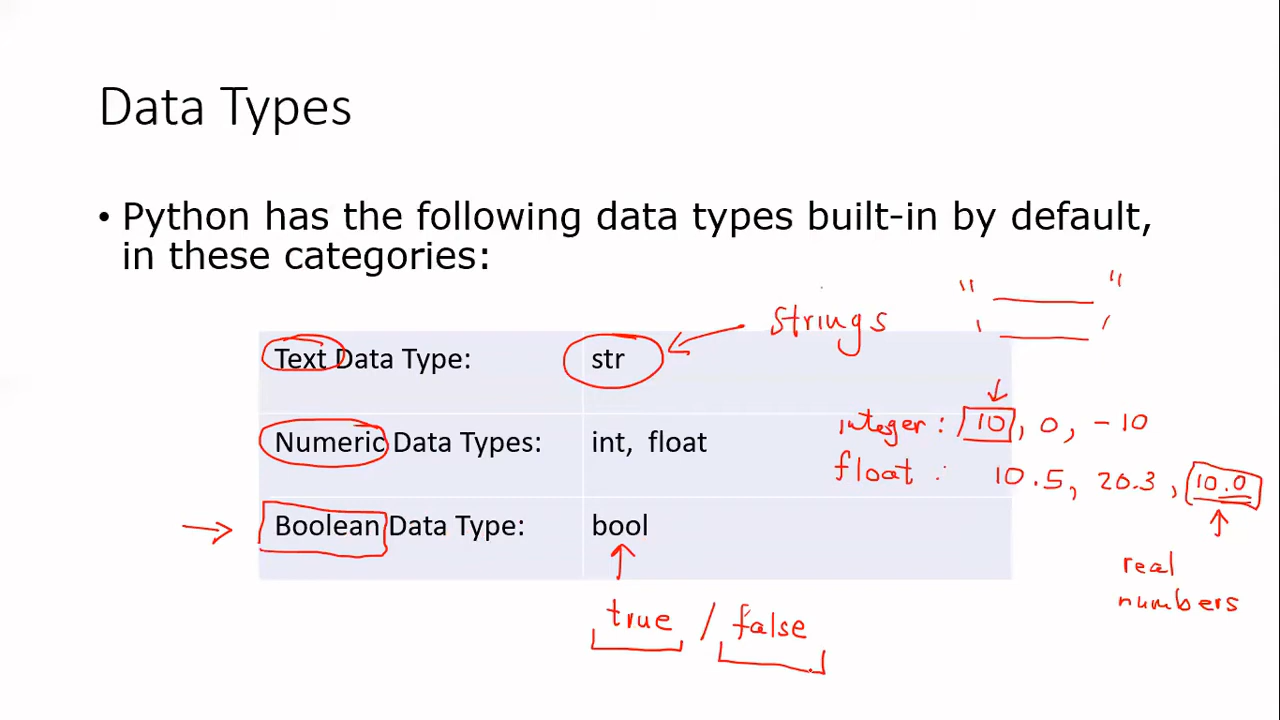 Data Types
• Python has the following data types built-in by default,
in these categories:
" "
strings
' '
Text Data Type: str
integer : 10, 0, -10
Numeric Data Types: int, float
float : 10.5, 20.3, 10.0
Boolean Data Type: bool
real
numbers
true / false